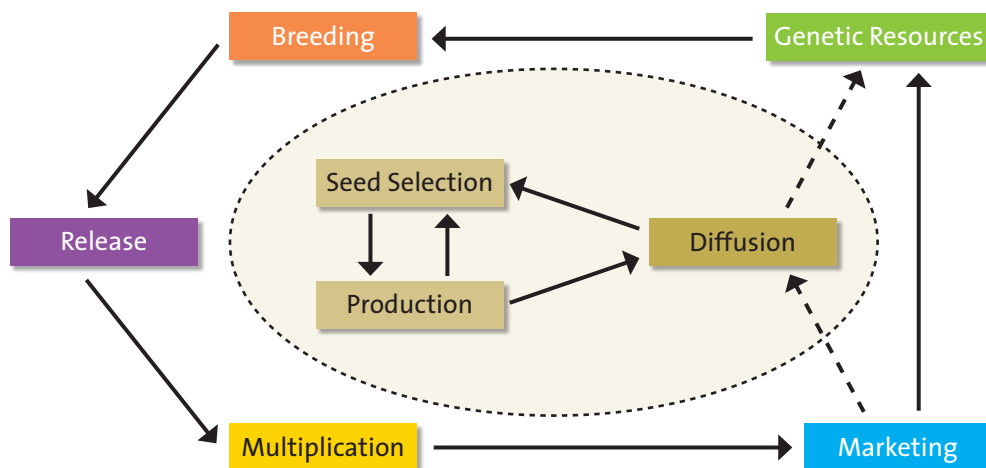 Breeding
Genetic Resources
Seed Selection
Release
Diffusion
Production
Multiplication
Marketing